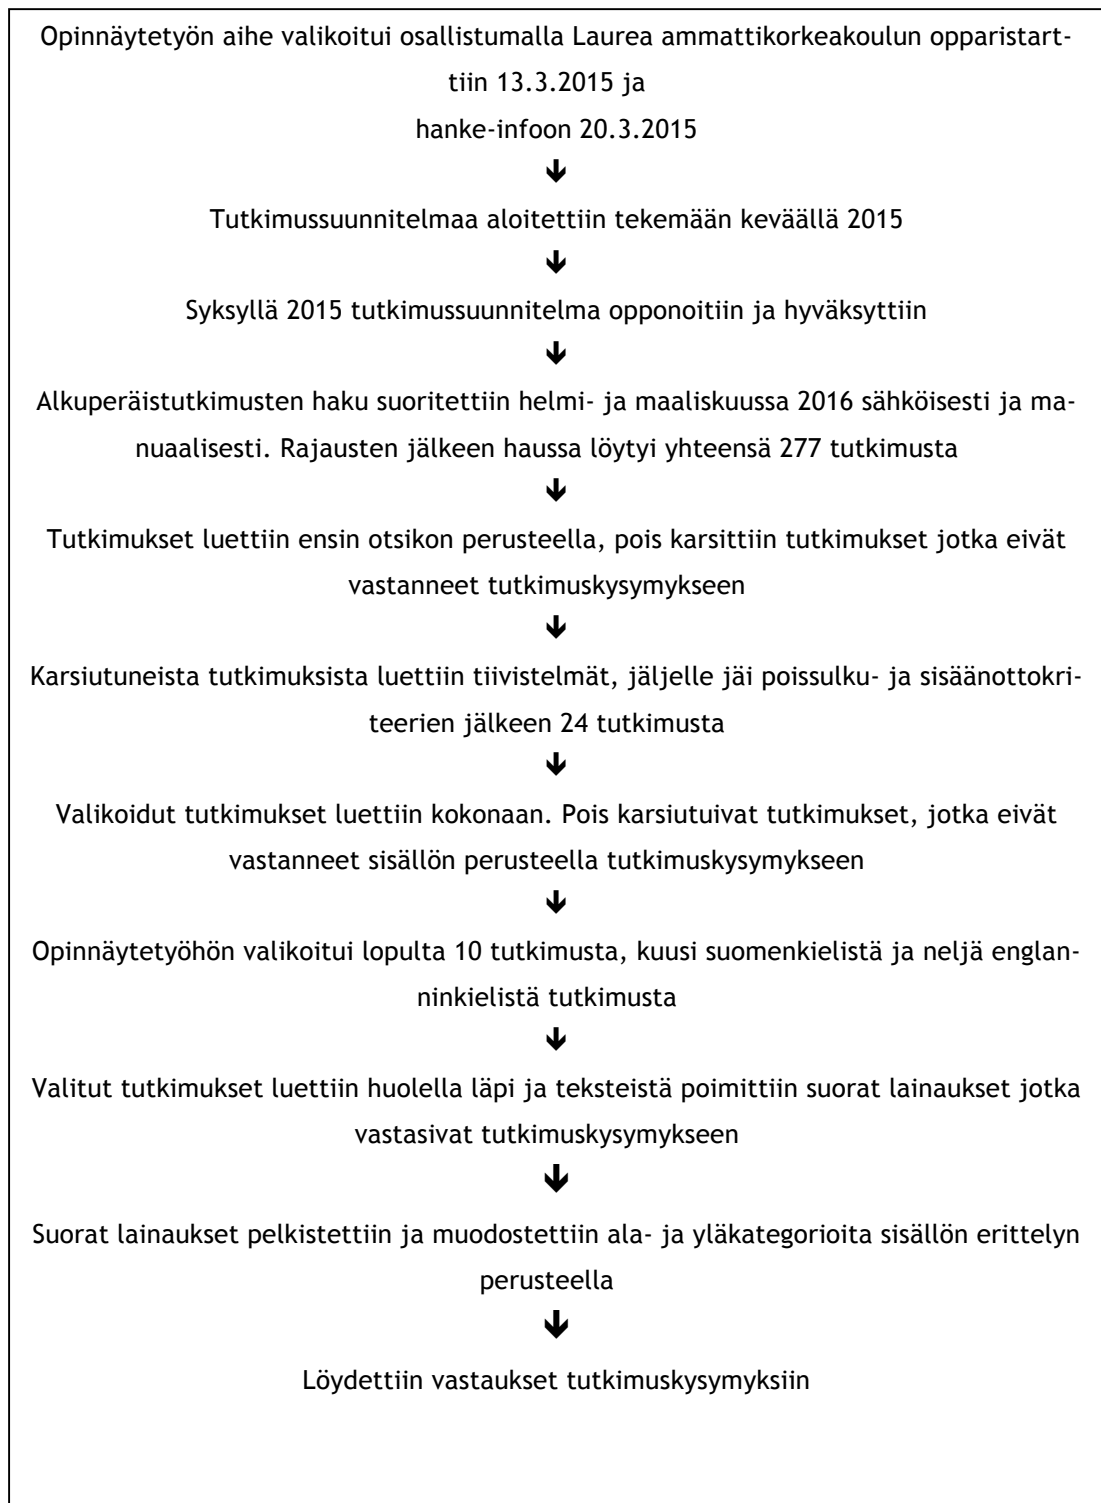 Opinnäytetyön aihe valikoitui osallistumalla Laurea ammattikorkeakoulun opparistart-
tiin 13.3.2015 ja
hanke-infoon 20.3.2015
Tutkimussuunnitelmaa aloitettiin tekemään keväällä 2015
Syksyllä 2015 tutkimussuunnitelma opponoitiin ja hyväksyttiin
Alkuperäistutkimusten haku suoritettiin helmi- ja maaliskuussa 2016 sähköisesti ja ma-
nuaalisesti. Rajausten jälkeen haussa löytyi yhteensä 277 tutkimusta
Tutkimukset luettiin ensin otsikon perusteella, pois karsittiin tutkimukset jotka eivät
vastanneet tutkimuskysymykseen
Karsiutuneista tutkimuksista luettiin tiivistelmät, jäljelle jäi poissulku- ja sisäänottokri-
teerien jälkeen 24 tutkimusta
Valikoidut tutkimukset luettiin kokonaan. Pois karsiutuivat tutkimukset, jotka eivät
vastanneet sisällön perusteella tutkimuskysymykseen
Opinnäytetyöhön valikoitui lopulta 10 tutkimusta, kuusi suomenkielistä ja neljä englan-
ninkielistä tutkimusta
Valitut tutkimukset luettiin huolella läpi ja teksteistä poimittiin suorat lainaukset jotka
vastasivat tutkimuskysymykseen
Suorat lainaukset pelkistettiin ja muodostettiin ala- ja yläkategorioita sisällön erittelyn
perusteella
Löydettiin vastaukset tutkimuskysymyksiin